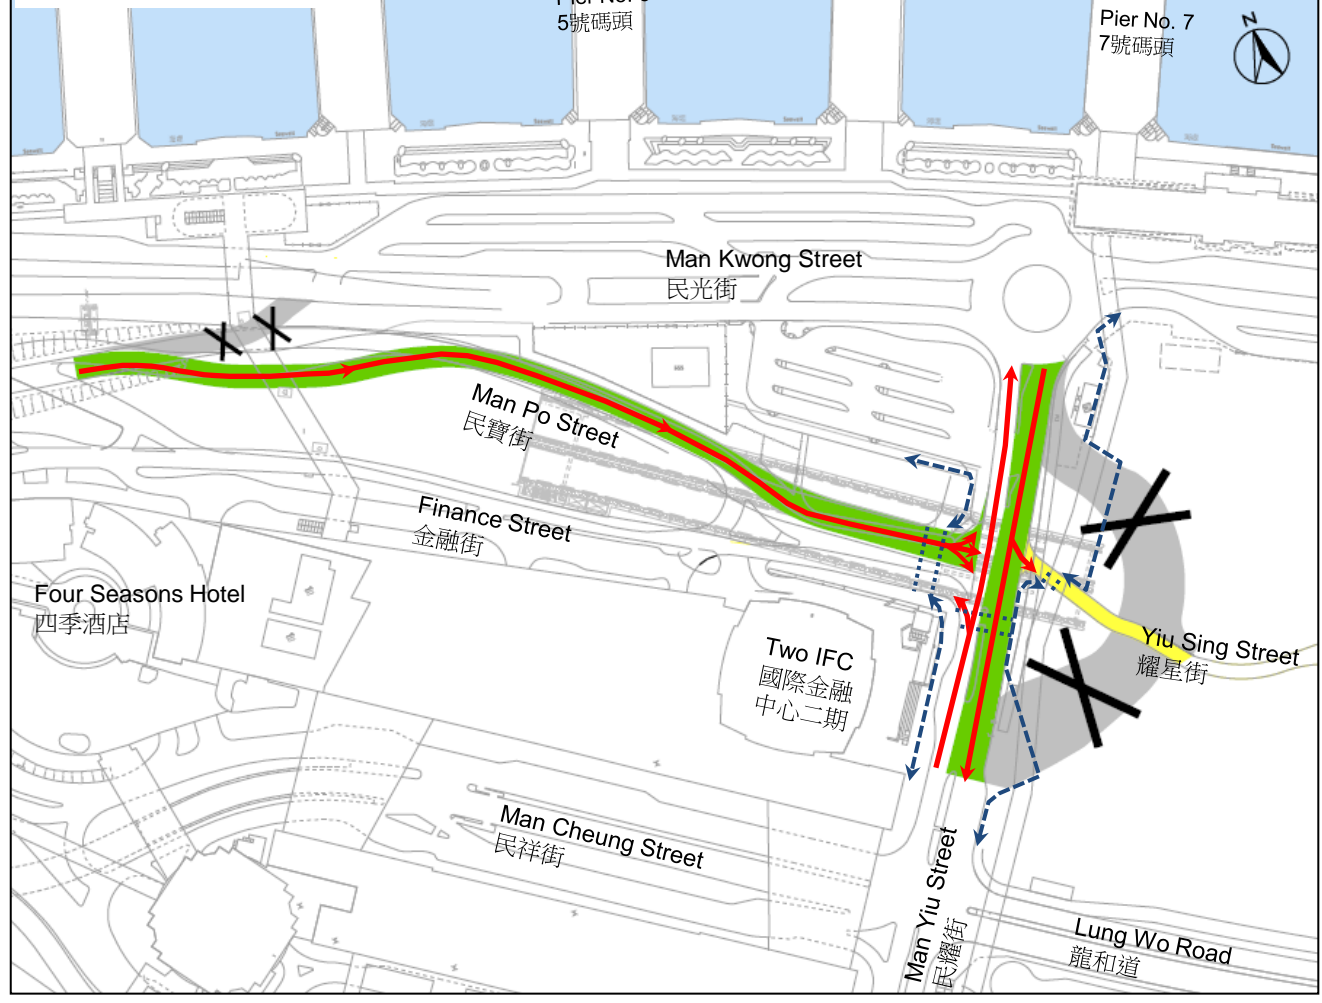 Pier No. 5
5號碼頭
Pier No. 7
7號碼頭
N
Man Kwong Street
民光街
Man Po Street
民寶街
Finance Street
金融街
Four Seasons Hotel
四季酒店
Two IFC
國際金融
中心二期
Yiu Sing Street
耀星街
Man Cheung Street
民祥街
Man Yiu Street
民耀街
Lung Wo Road
龍和道